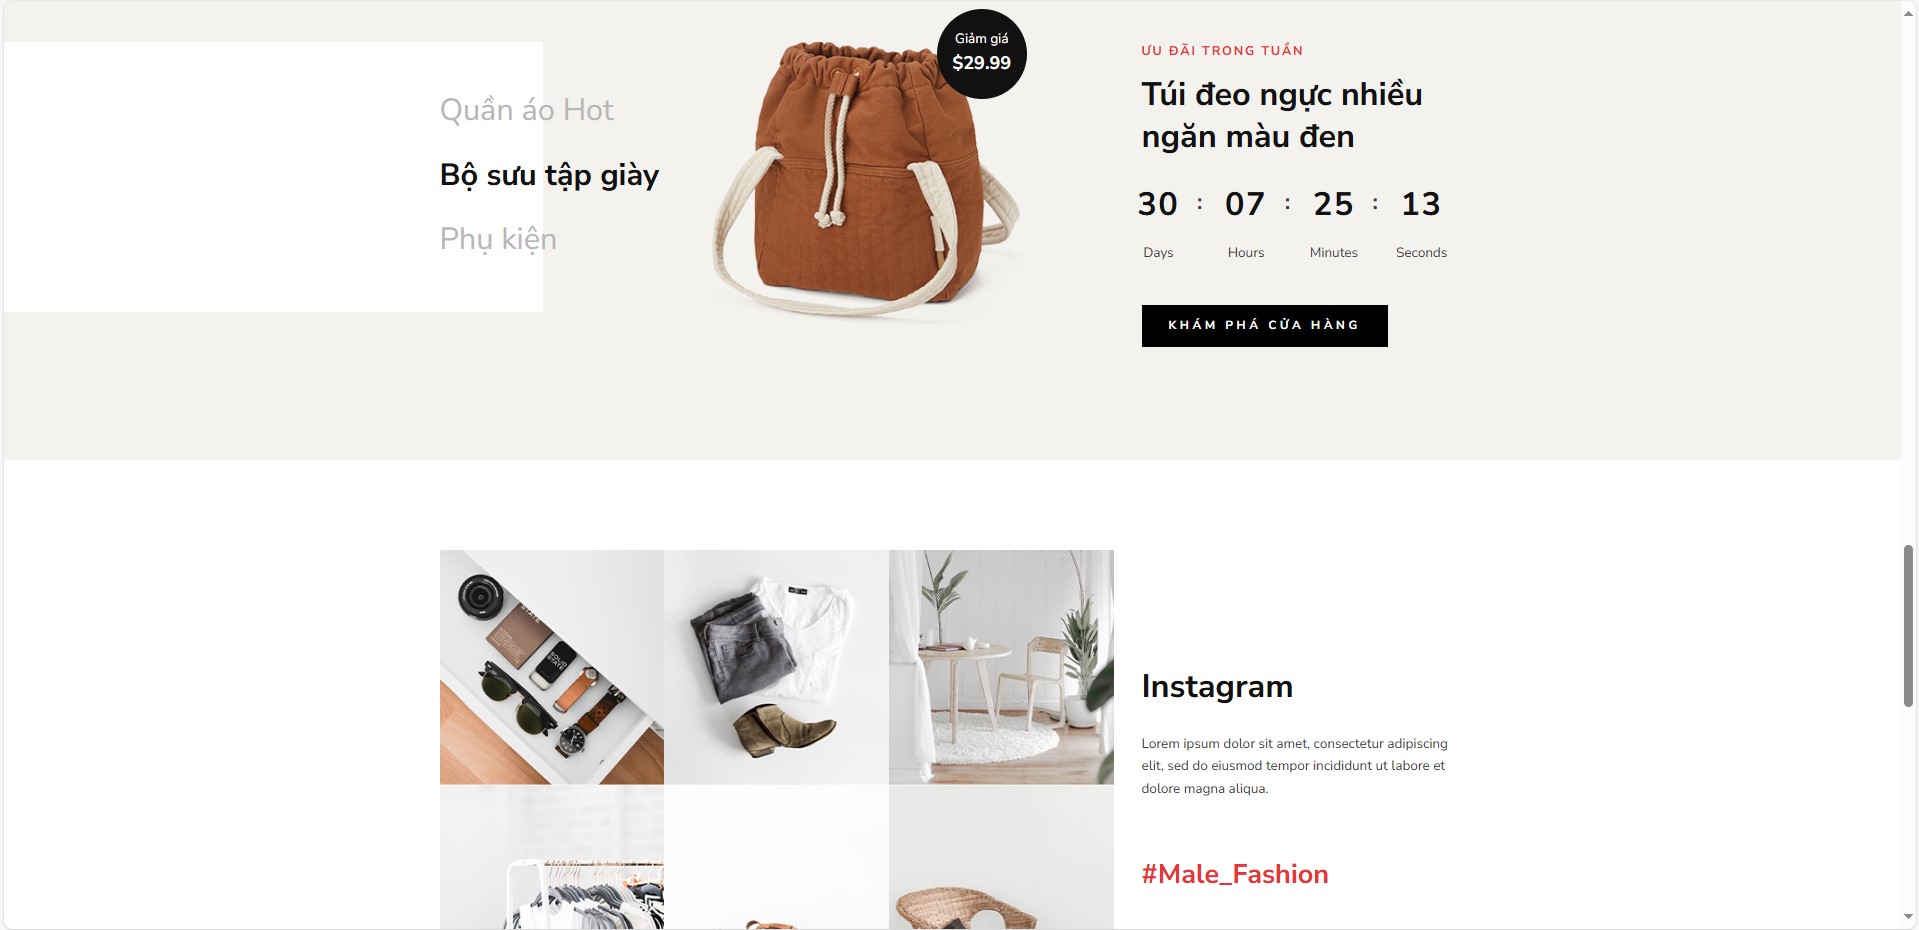 Quần áo Hot
Bộ sưu tập giày
Phụ kiện
Giảm giá
$29.99
ƯU ĐÃI TRONG TUẦN
Túi đeo ngực nhiều
ngăn màu đen
30 : 07 : 25 : 13
Days Hours Minutes Seconds
KHÁM PHÁ CỬA HÀNG
STATE
SOLID
STATE
Instagram
Lorem ipsum dolor sit amet, consectetur adipiscing
elit, sed do eiusmod tempor incididunt ut labore et
dolore magna aliqua.
#Male_Fashion